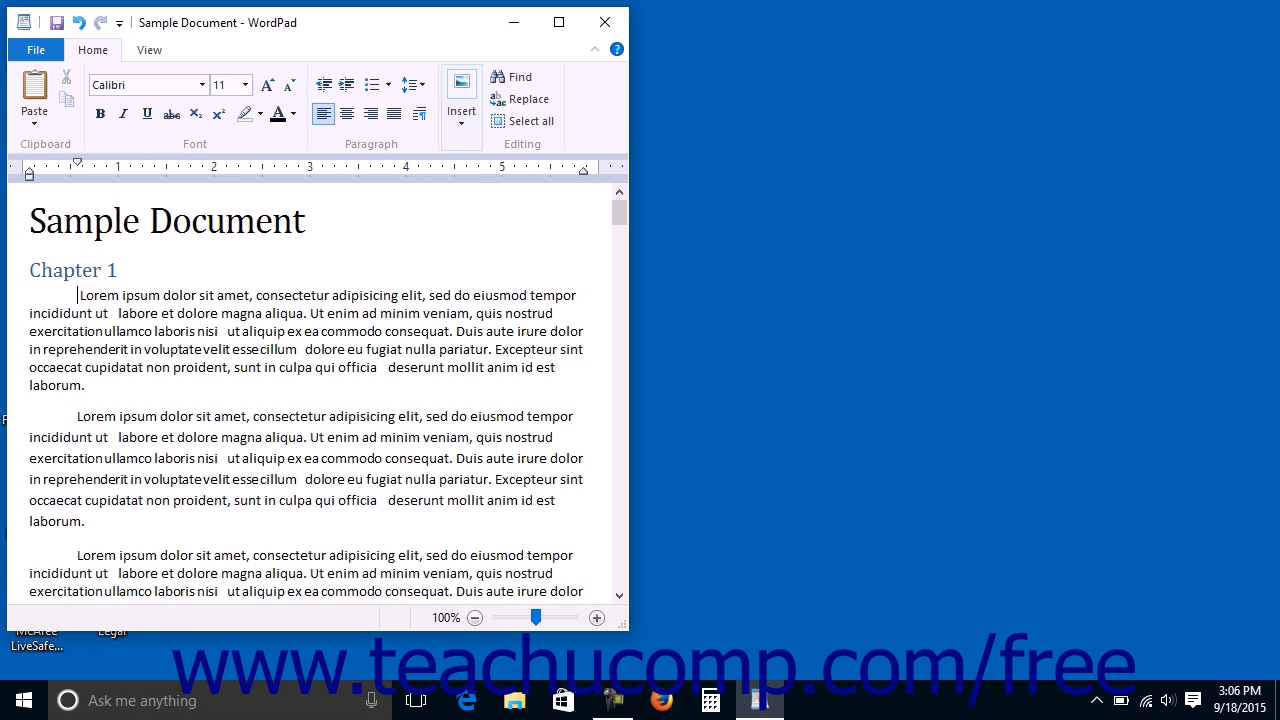 Sample Document - WordPad
File Home View
Paste
Calibri 11
B I U abc X₂ X² A
Insert
Find
Replace
Select all
Clipboard Font Paragraph Editing
1 2 3 4 5
Sample Document
Chapter 1
Lorem ipsum dolor sit amet, consectetur adipisicing elit, sed do eiusmod tempor
incididunt ut labore et dolore magna aliqua. Ut enim ad minim veniam, quis nostrud
exercitation ullamco laboris nisi ut aliquip ex ea commodo consequat. Duis aute irure dolor
in reprehenderit in voluptate velit esse cillum dolore eu fugiat nulla pariatur. Excepteur sint
occaecat cupidatat non proident, sunt in culpa qui officia deserunt mollit anim id est
laborum.
Lorem ipsum dolor sit amet, consectetur adipisicing elit, sed do eiusmod tempor
incididunt ut labore et dolore magna aliqua. Ut enim ad minim veniam, quis nostrud
exercitation ullamco laboris nisi ut aliquip ex ea commodo consequat. Duis aute irure dolor
in reprehenderit in voluptate velit esse cillum dolore eu fugiat nulla pariatur. Excepteur sint
occaecat cupidatat non proident, sunt in culpa qui officia deserunt mollit anim id est
laborum.
Lorem ipsum dolor sit amet, consectetur adipisicing elit, sed do eiusmod tempor
incididunt ut labore et dolore magna aliqua. Ut enim ad minim veniam, quis nostrud
exercitation ullamco laboris nisi ut aliquip ex ea commodo consequat. Duis aute irure dolor
100%
McAfee
LiveSafe...
Legal
www.teachucomp.com/free
Ask me anything
3:06 PM
9/18/2015